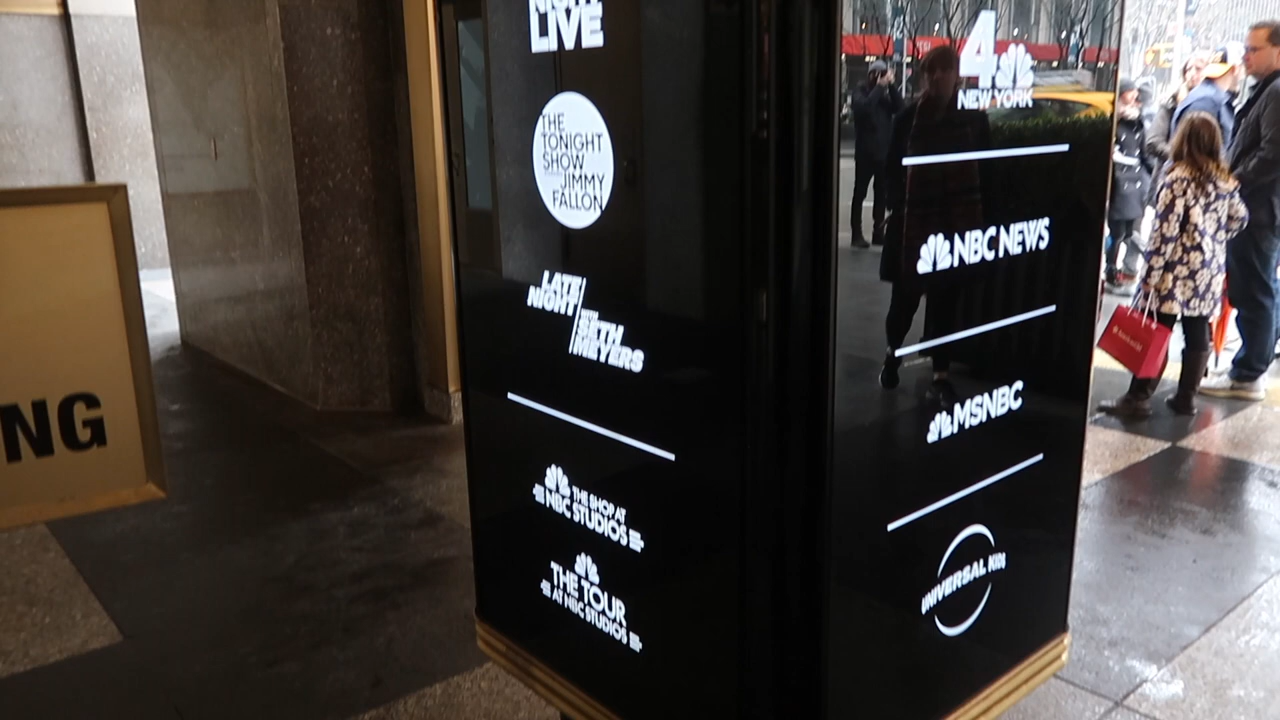 NG
LIVE
THE
TONIGHT
SHOW
JIMMY
FALLON
LATE
NIGHT
WITH
SETH
MEYERS
THE SHOP AT
NBC STUDIOS
THE TOUR
AT NBC STUDIOS
4
NEW YORK
NBC NEWS
MSNBC
UNIVERSAL KIDS